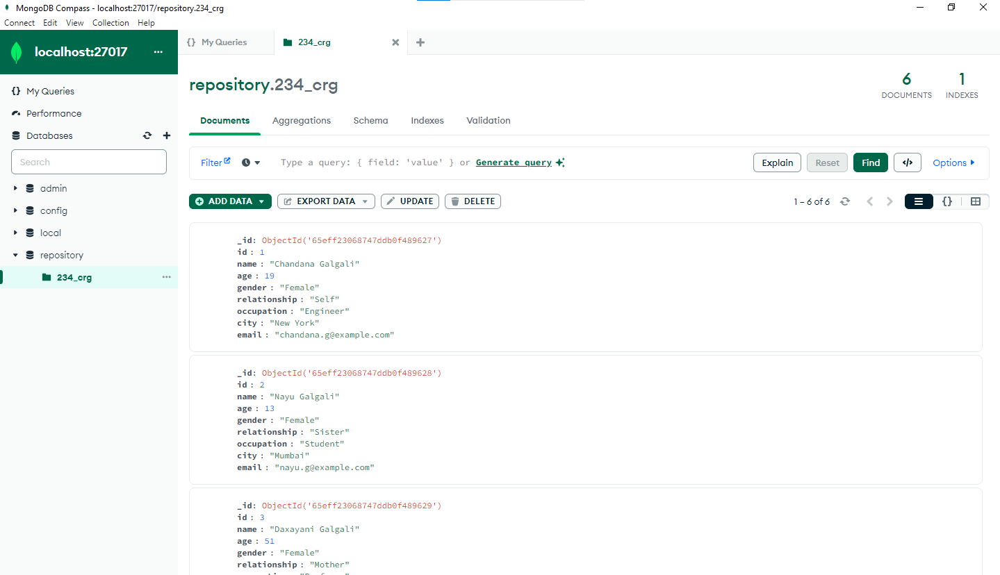 MongoDB Compass - localhost:27017/repository.234_crg
Connect Edit View Collection Help
localhost:27017 ...
{} My Queries
234_crg
{} My Queries
Performance
Databases
Search
admin
config
local
repository
234_crg ...
repository.234_crg
6 DOCUMENTS
1 INDEXES
Documents Aggregations Schema Indexes Validation
Filter Type a query: { field: 'value' } or Generate query Explain Reset Find </> Options
ADD DATA EXPORT DATA UPDATE DELETE 1 – 6 of 6 {}
_id: ObjectId('65eff23068747ddb0f489627')
id : 1
name : "Chandana Galgali"
age : 19
gender : "Female"
relationship : "Self"
occupation : "Engineer"
city : "New York"
email : "chandana.g@example.com"
_id: ObjectId('65eff23068747ddb0f489628')
id : 2
name : "Nayu Galgali"
age : 13
gender : "Female"
relationship : "Sister"
occupation : "Student"
city : "Mumbai"
email : "nayu.g@example.com"
_id: ObjectId('65eff23068747ddb0f489629')
id : 3
name : "Daxayani Galgali"
age : 51
gender : "Female"
relationship : "Mother"